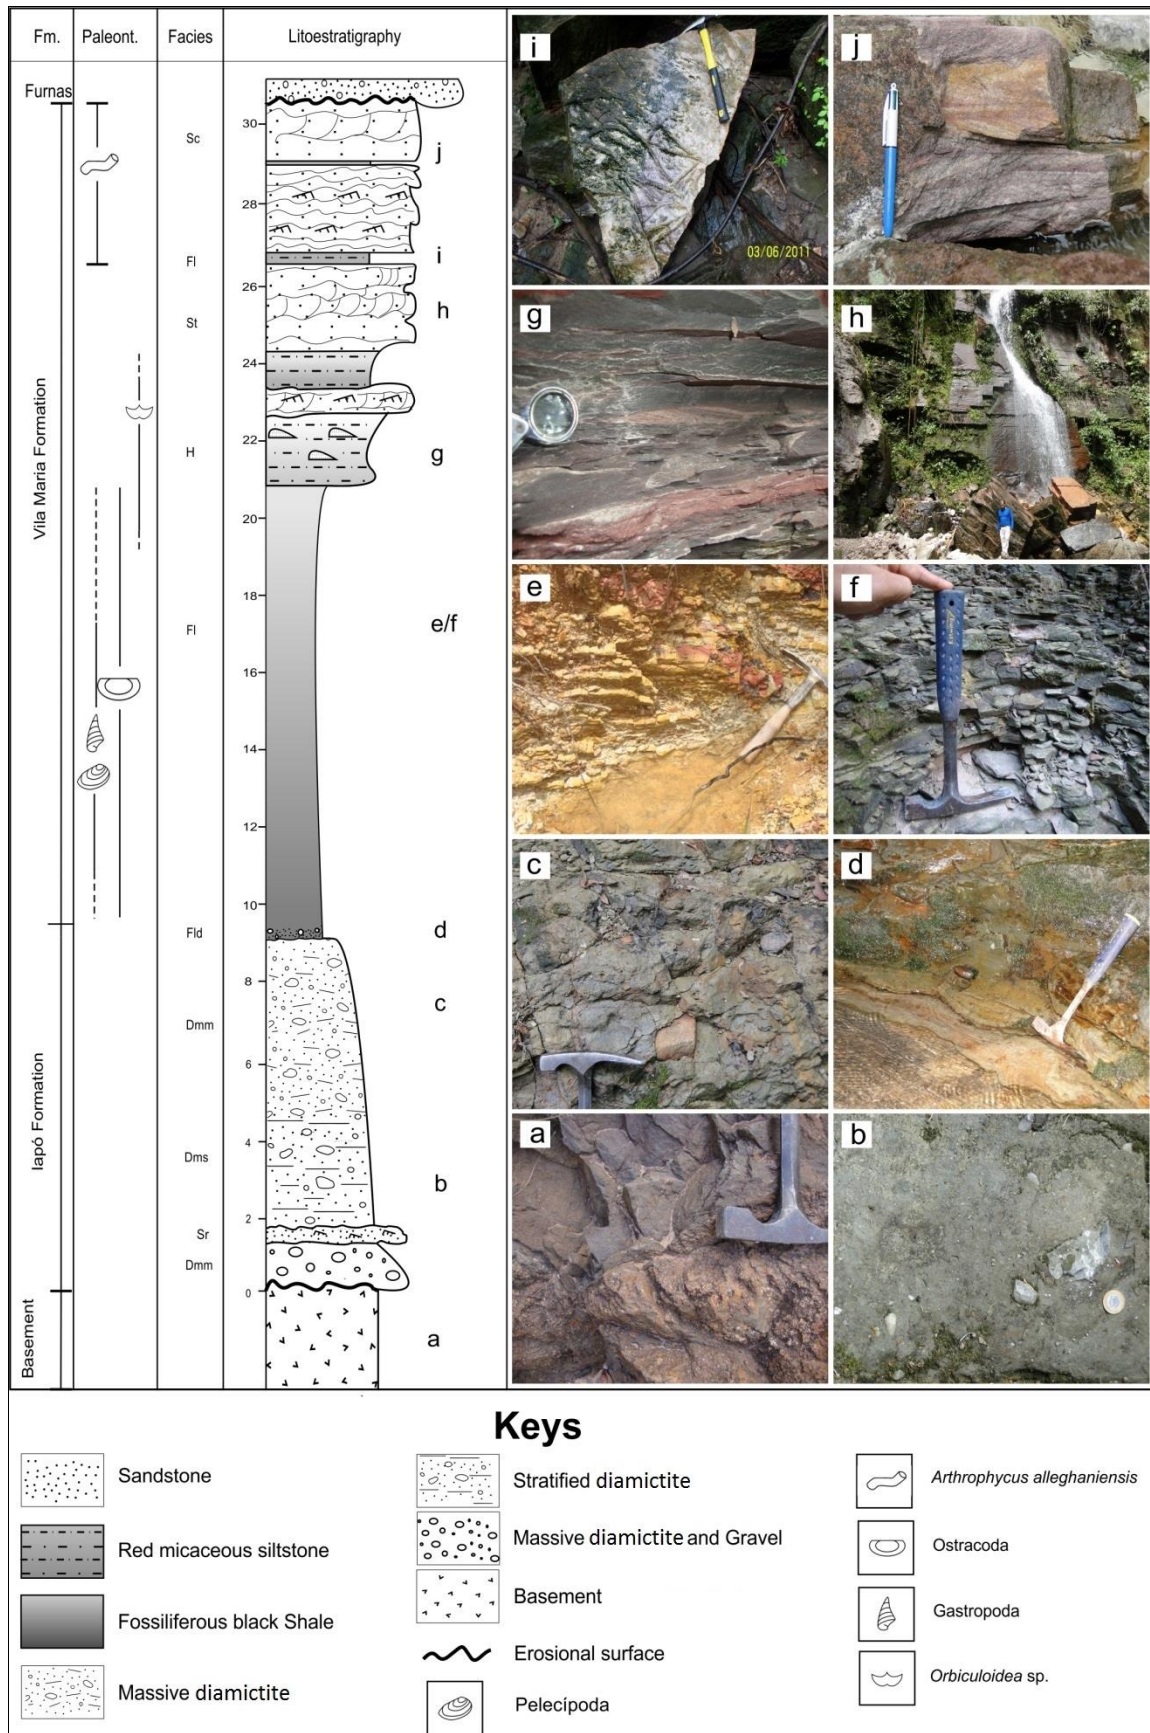 Fm. Paleont. Facies Litoestratigraphy
Furnas
Vila Maria Formation
Iapó Formation
Basement
Sc
Fl
St
H
Fl
Fld
Dmm
Dms
Sr
Dmm
30
28
26
24
22
20
18
16
14
12
10
8
6
4
2
0
j
i
h
g
e/f
d
c
b
a
i
03/06/2011
j
g
h
e
f
c
d
a
b
Keys
Sandstone
Red micaceous siltstone
Fossiliferous black Shale
Massive diamictite
Stratified diamictite
Massive diamictite and Gravel
Basement
Erosional surface
Pelecípoda
Arthrophycus alleghaniensis
Ostracoda
Gastropoda
Orbiculoidea sp.